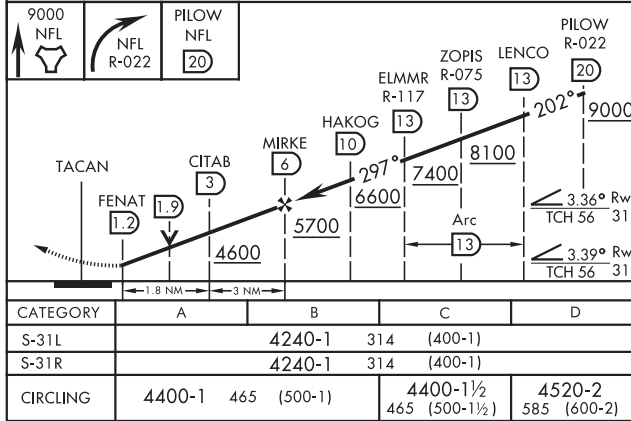 9000
NFL
NFL
R-022
PILOW
NFL
20
PILOW
R-022
20
LENCO
13
ZOPIS
R-075
13
ELMMR
R-117
13
HAKOG
10
MIRKE
6
CITAB
3
TACAN
FENAT
1.2
1.9
202°
9000
297°
8100
7400
6600
5700
4600
Arc
13
3.36° Rw
TCH 56 31
3.39° Rw
TCH 56 31
1.8 NM
3 NM
CATEGORY A B C D
S-31L 4240-1 314 (400-1)
S-31R 4240-1 314 (400-1)
CIRCLING 4400-1 465 (500-1) 4400-1½ 465 (500-1½) 4520-2 585 (600-2)